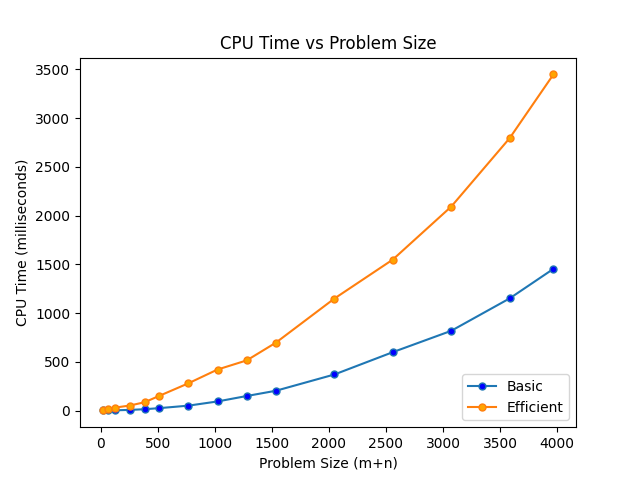 CPU Time vs Problem Size
CPU Time (milliseconds)
3500
3000
2500
2000
1500
1000
500
0
0 500 1000 1500 2000 2500 3000 3500 4000
Problem Size (m+n)
Basic
Efficient